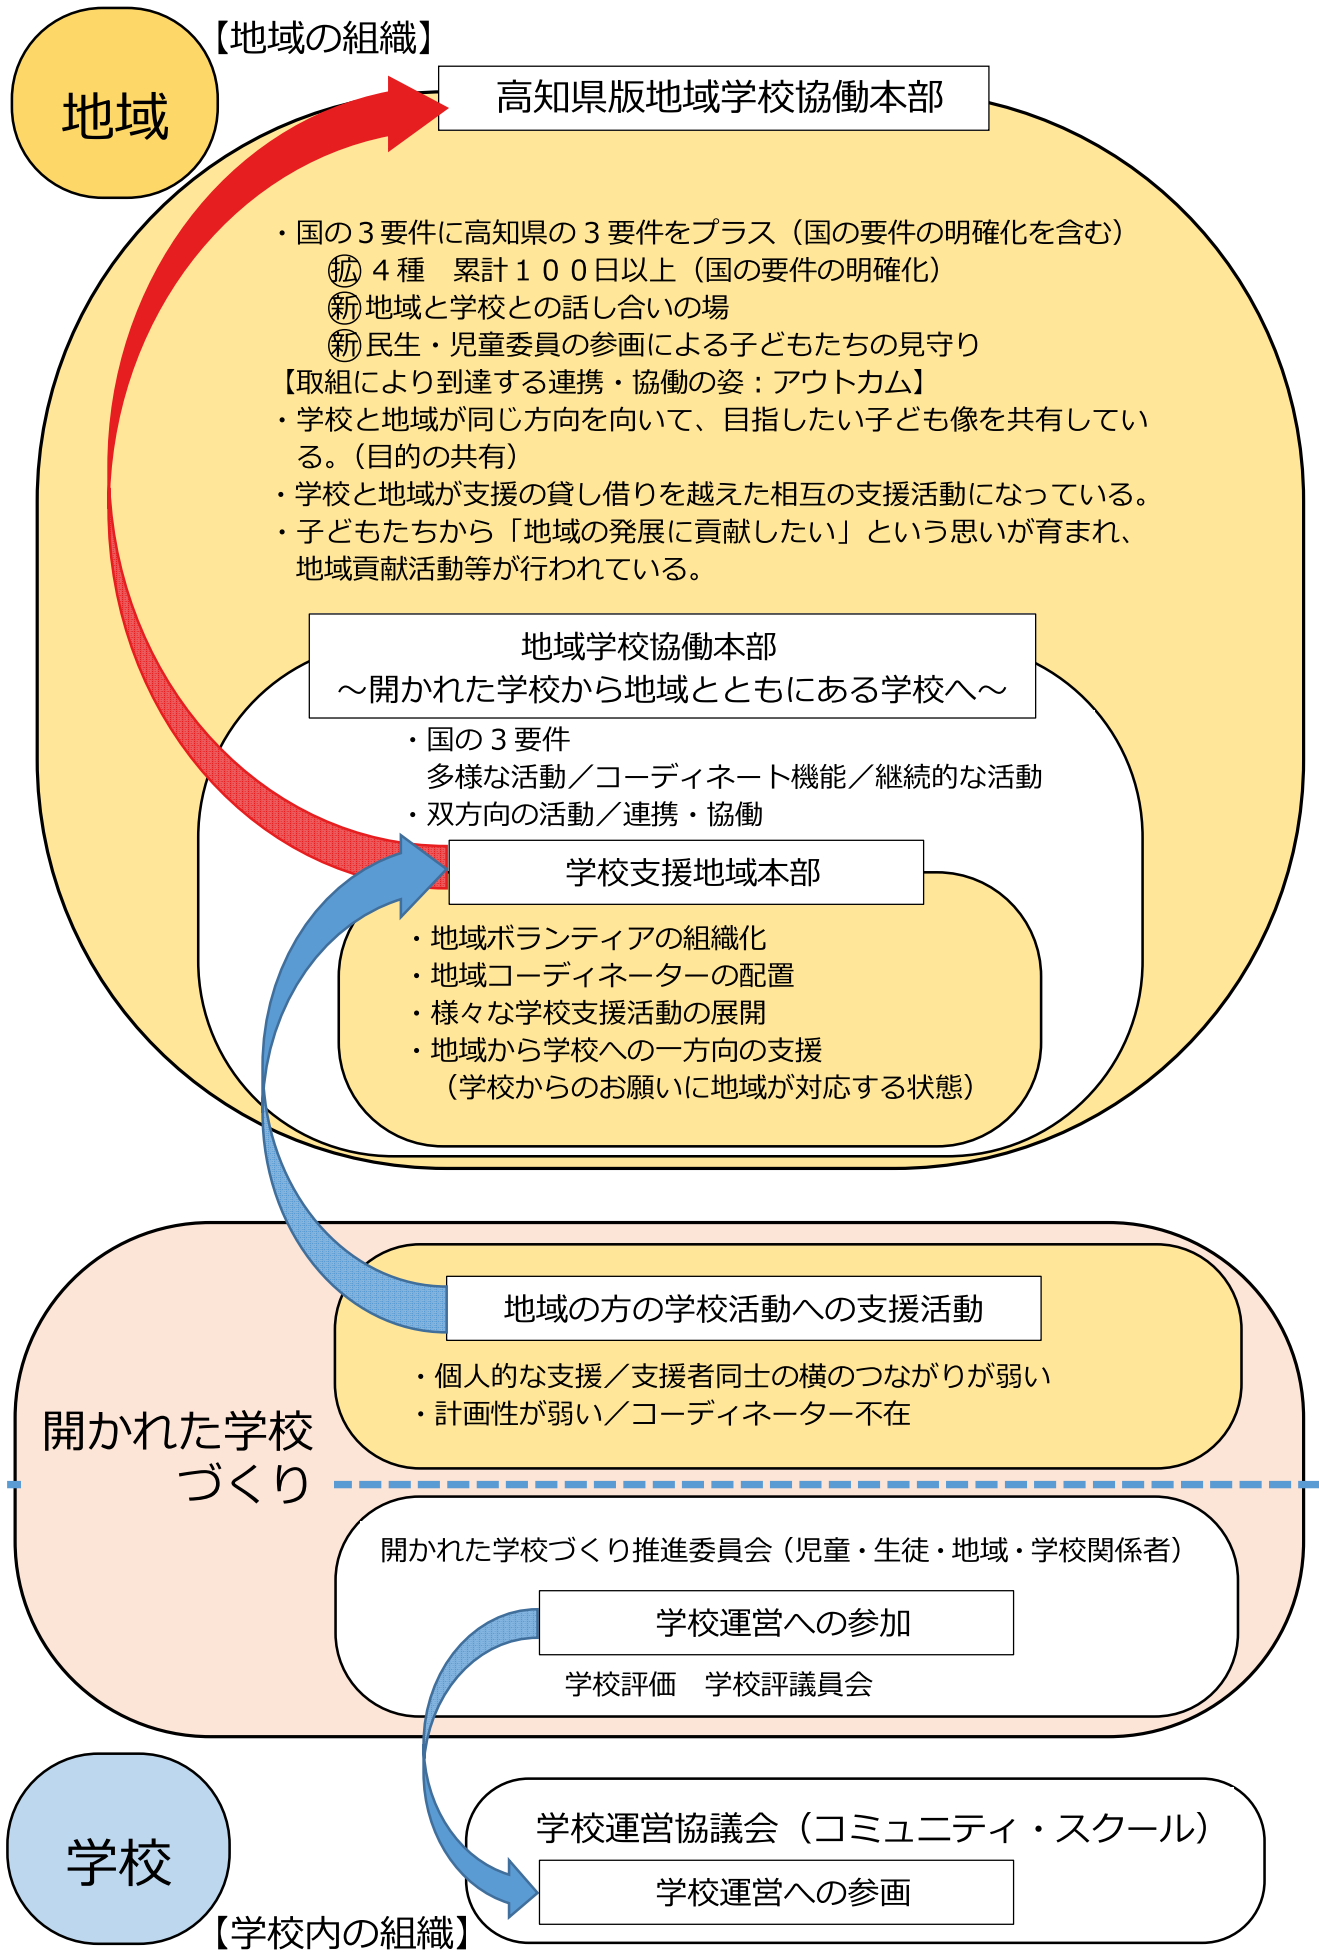 【地域の組織】
地域
高知県版地域学校協働本部
・国の３要件に高知県の３要件をプラス（国の要件の明確化を含む）
㊗拡 ４種　累計１００日以上（国の要件の明確化）
新 地域と学校との話し合いの場
新 民生・児童委員の参画による子どもたちの見守り
【取組により到達する連携・協働の姿：アウトカム】
・学校と地域が同じ方向を向いて、目指したい子ども像を共有してい
る。（目的の共有）
・学校と地域が支援の貸し借りを越えた相互の支援活動になっている。
・子どもたちから「地域の発展に貢献したい」という思いが育まれ、
地域貢献活動等が行われている。
地域学校協働本部
～開かれた学校から地域とともにある学校へ～
・国の３要件
多様な活動／コーディネート機能／継続的な活動
・双方向の活動／連携・協働
学校支援地域本部
・地域ボランティアの組織化
・地域コーディネーターの配置
・様々な学校支援活動の展開
・地域から学校への一方向の支援
（学校からのお願いに地域が対応する状態）
地域の方の学校活動への支援活動
・個人的な支援／支援者同士の横のつながりが弱い
・計画性が弱い／コーディネーター不在
開かれた学校
づくり
開かれた学校づくり推進委員会（児童・生徒・地域・学校関係者）
学校運営への参加
学校評価　学校評議員会
学校運営協議会（コミュニティ・スクール）
学校運営への参画
学校
【学校内の組織】